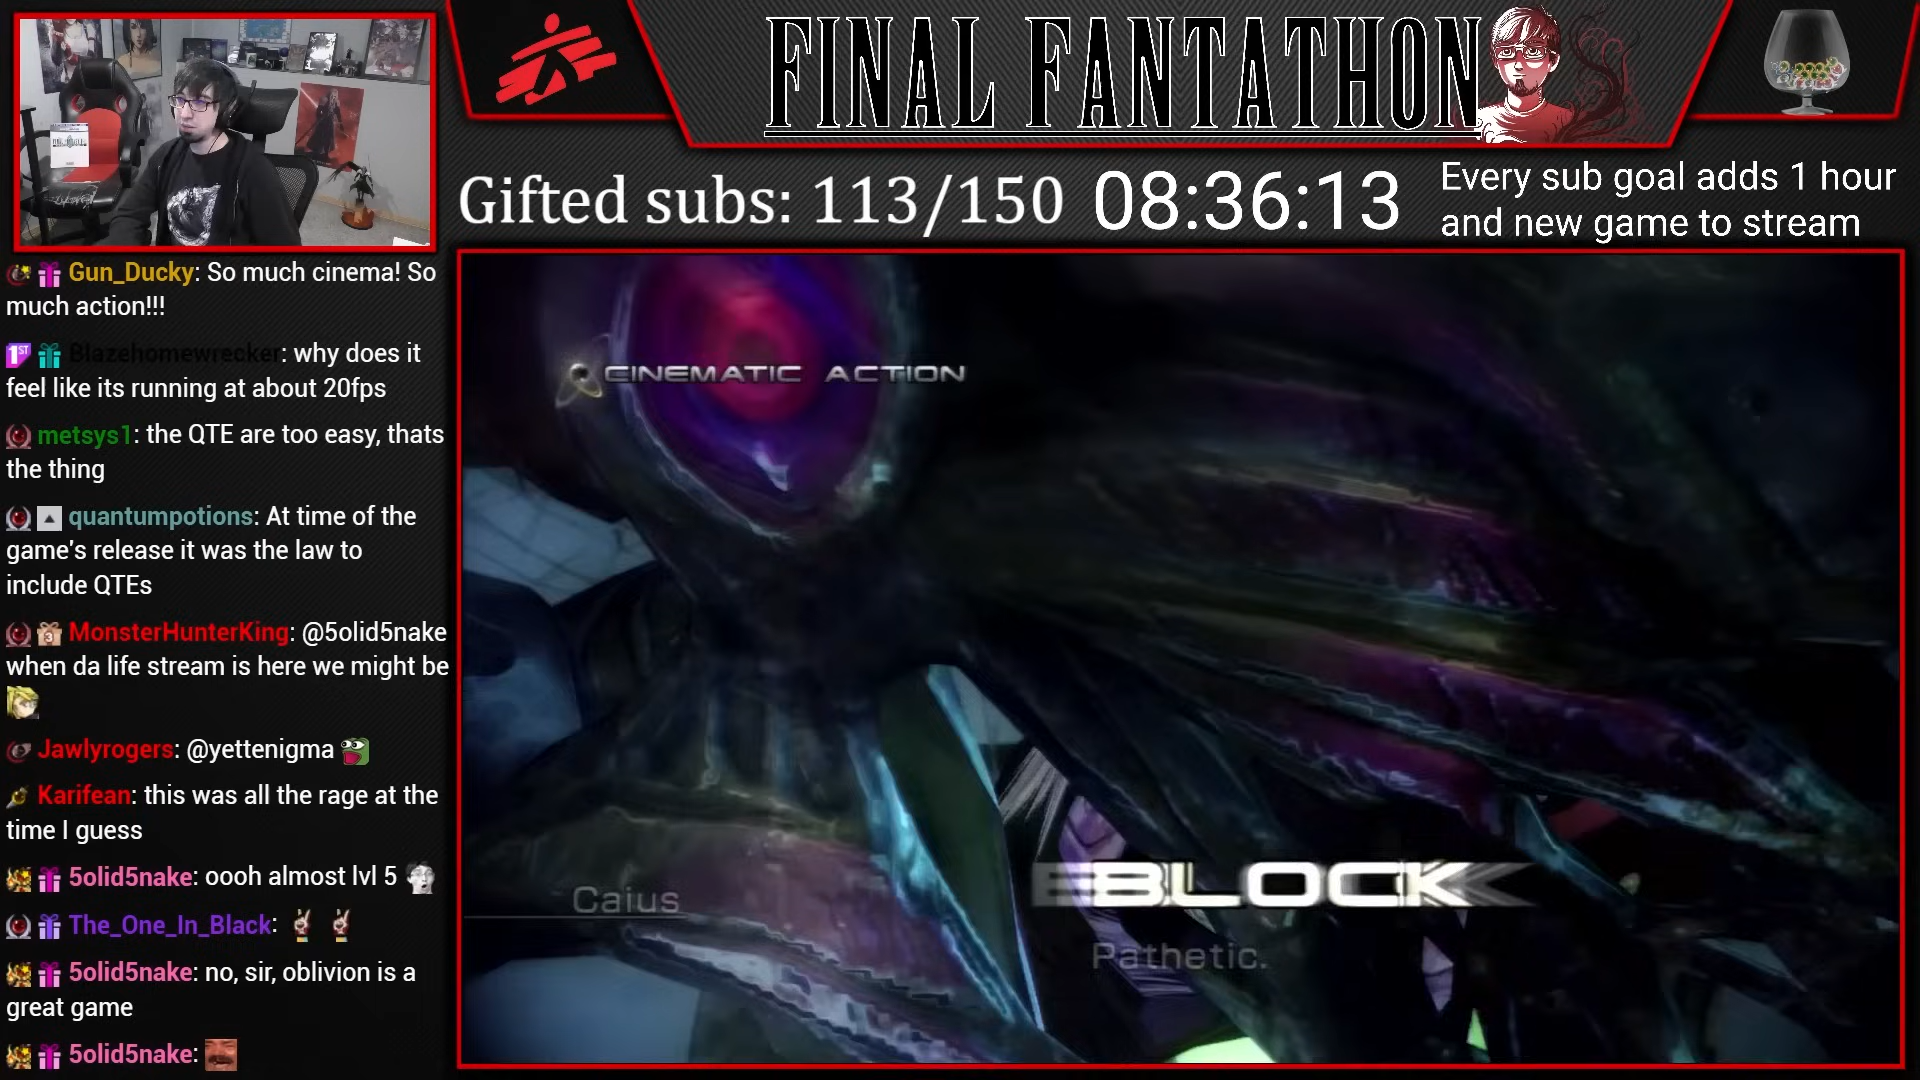 FINAL FANTATHON
Gifted subs: 113/150
08:36:13
Every sub goal adds 1 hour
and new game to stream
Gun_Ducky: So much cinema! So
much action!!!
Blazehomewrecker: why does it
feel like its running at about 20fps
metsys1: the QTE are too easy, thats
the thing
quantumpotions: At time of the
game's release it was the law to
include QTEs
MonsterHunterKing: @5olid5nake
when da life stream is here we might be
Jawlyrogers: @yettenigma
Karifean: this was all the rage at the
time I guess
5olid5nake: oooh almost lvl 5
The_One_In_Black:
5olid5nake: no, sir, oblivion is a
great game
5olid5nake:
CINEMATIC ACTION
BLOCK
Caius
Pathetic.